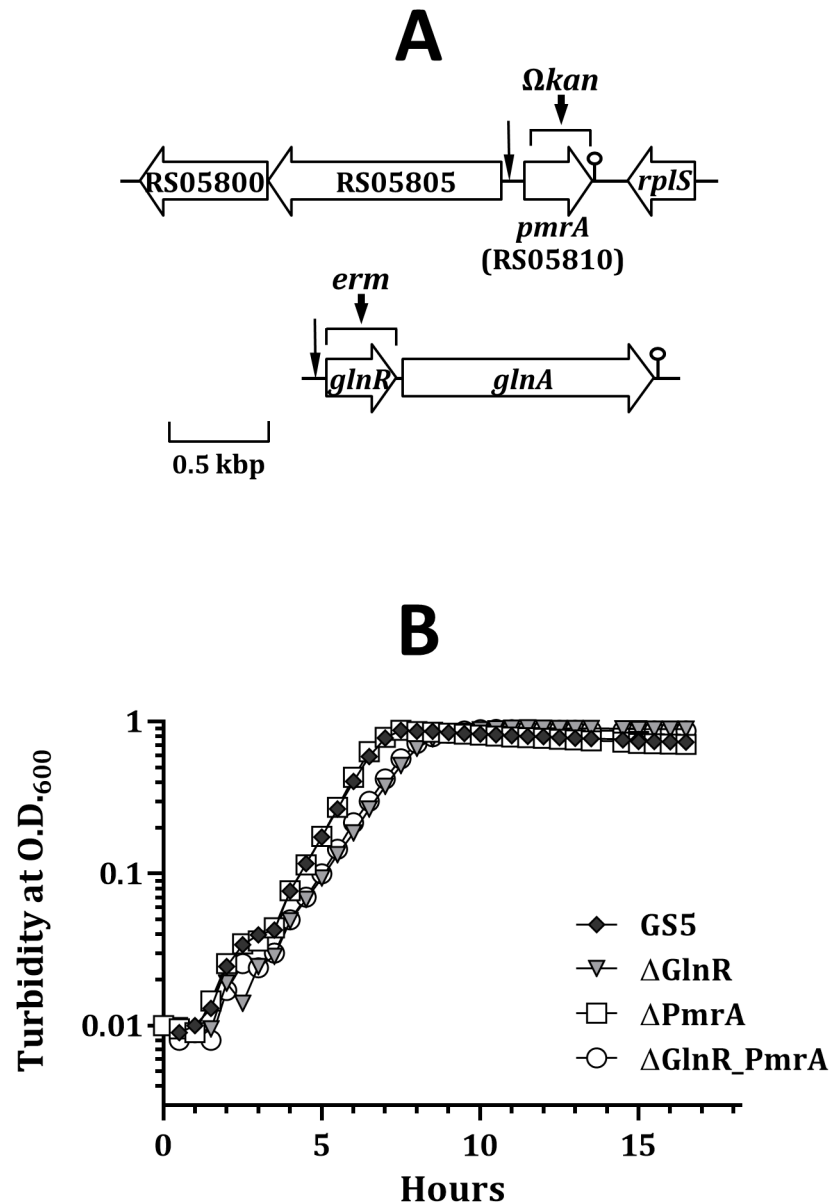 A
Ωkan
RS05800 RS05805 rplS
pmrA
(RS05810)
erm
glnR glnA
0.5 kbp
B
Turbidity at O.D.600
1
0.1
0.01
GS5
ΔGlnR
ΔPmrA
ΔGlnR_PmrA
0 5 10 15
Hours